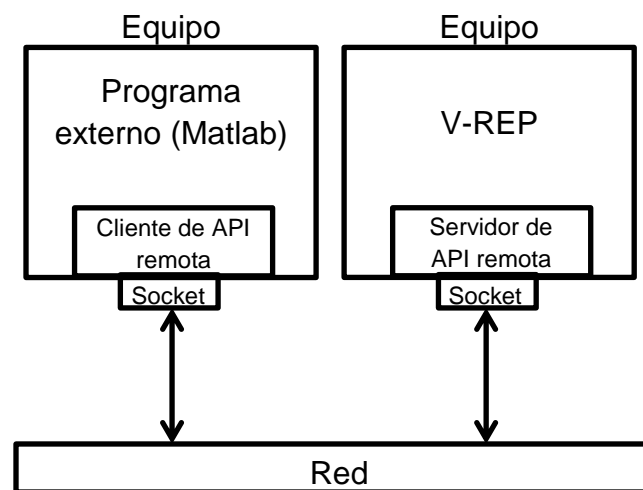 Equipo
Programa
externo (Matlab)
Cliente de API
remota
Socket
Equipo
V-REP
Servidor de
API remota
Socket
Red